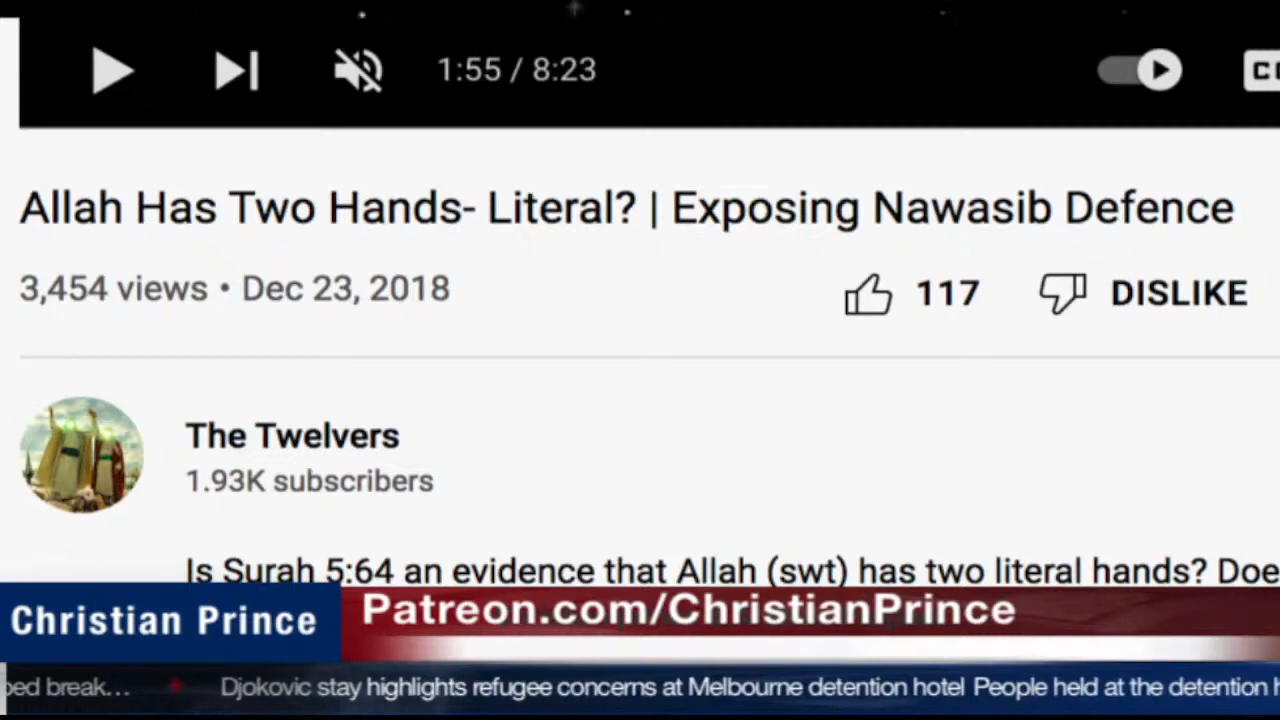 1:55 / 8:23
CC
Allah Has Two Hands- Literal? | Exposing Nawasib Defence
3,454 views • Dec 23, 2018
117
DISLIKE
The Twelvers
1.93K subscribers
Is Surah 5:64 an evidence that Allah (swt) has two literal hands? Doe
Christian Prince
Patreon.com/ChristianPrince
break... Djokovic stay highlights refugee concerns at Melbourne detention hotel People held at the detention